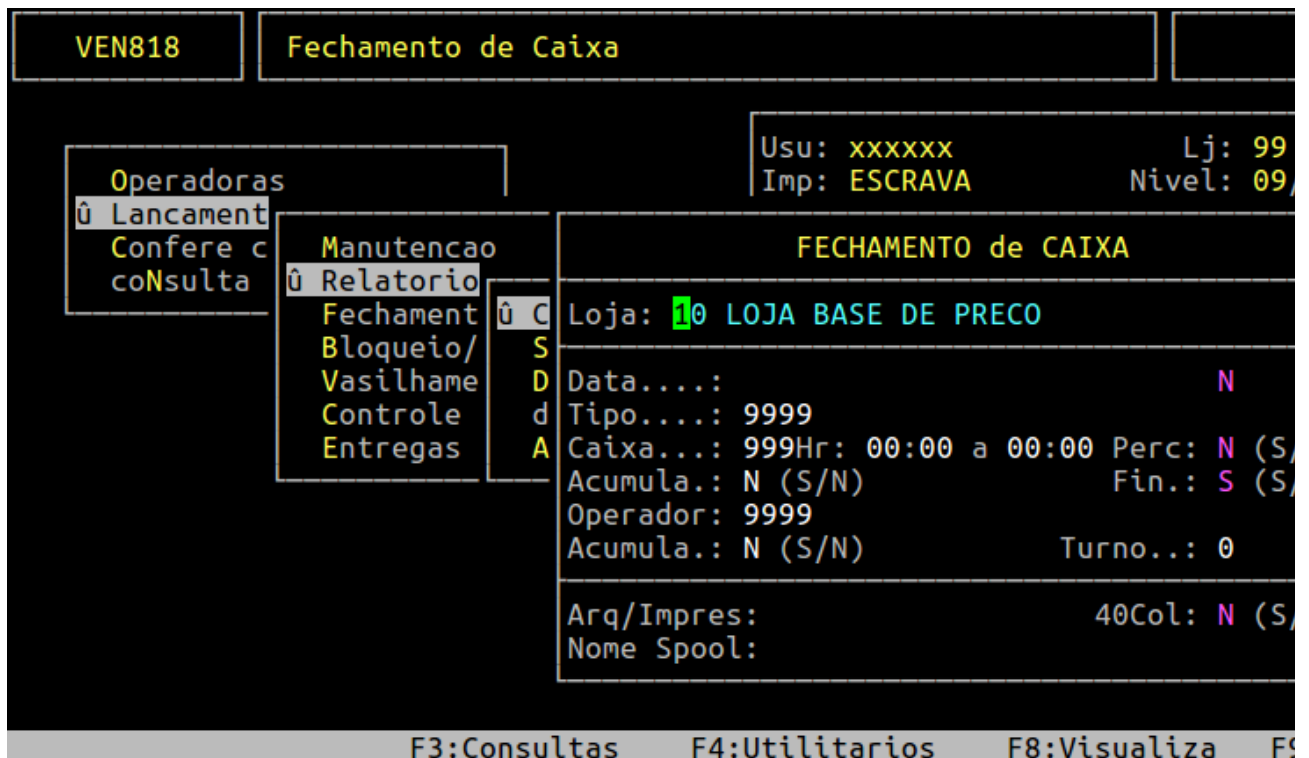 VEN818 Fechamento de Caixa
Usu: xxxxxx Lj: 99
Operadoras Imp: ESCRAVA Nivel: 09/
û Lancament
Confere c Manutencao FECHAMENTO de CAIXA
coNsulta û Relatorio
Fechament û C Loja: 10 LOJA BASE DE PRECO
Bloqueio/ S
Vasilhame D Data....: N
Controle d Tipo....: 9999
Entregas A Caixa...: 999Hr: 00:00 a 00:00 Perc: N (S/
Acumula.: N (S/N) Fin.: S (S/
Operador: 9999
Acumula.: N (S/N) Turno..: 0
Arq/Impres: 40Col: N (S/
Nome Spool:
F3:Consultas F4:Utilitarios F8:Visualiza F9